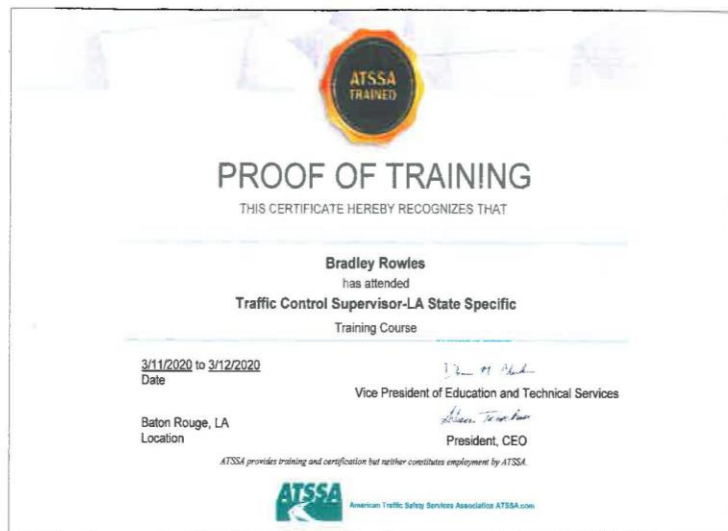 ATSSA
TRAINED
PROOF OF TRAINING
THIS CERTIFICATE HEREBY RECOGNIZES THAT
Bradley Rowles
has attended
Traffic Control Supervisor-LA State Specific
Training Course
3/11/2020 to 3/12/2020
Date
Vice President of Education and Technical Services
Baton Rouge, LA
Location
President, CEO
ATSSA provides training and certification but neither constitutes employment by ATSSA.
ATSSA
American Traffic Safety Services Association ATSSA.com